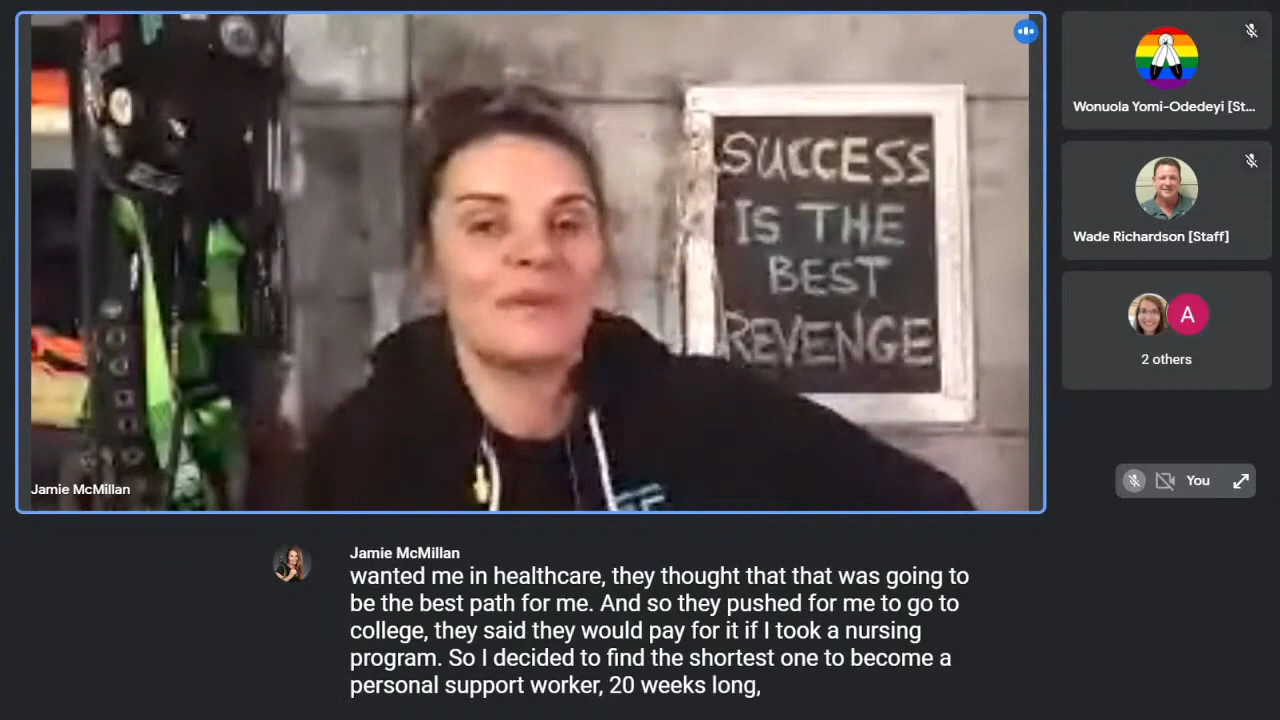 SUCCESS
IS THE
BEST
REVENGE
Jamie McMillan
Wonuola Yomi-Odedeyi [St...
Wade Richardson [Staff]
A
2 others
You
Jamie McMillan
wanted me in healthcare, they thought that that was going to
be the best path for me. And so they pushed for me to go to
college, they said they would pay for it if I took a nursing
program. So I decided to find the shortest one to become a
personal support worker, 20 weeks long,